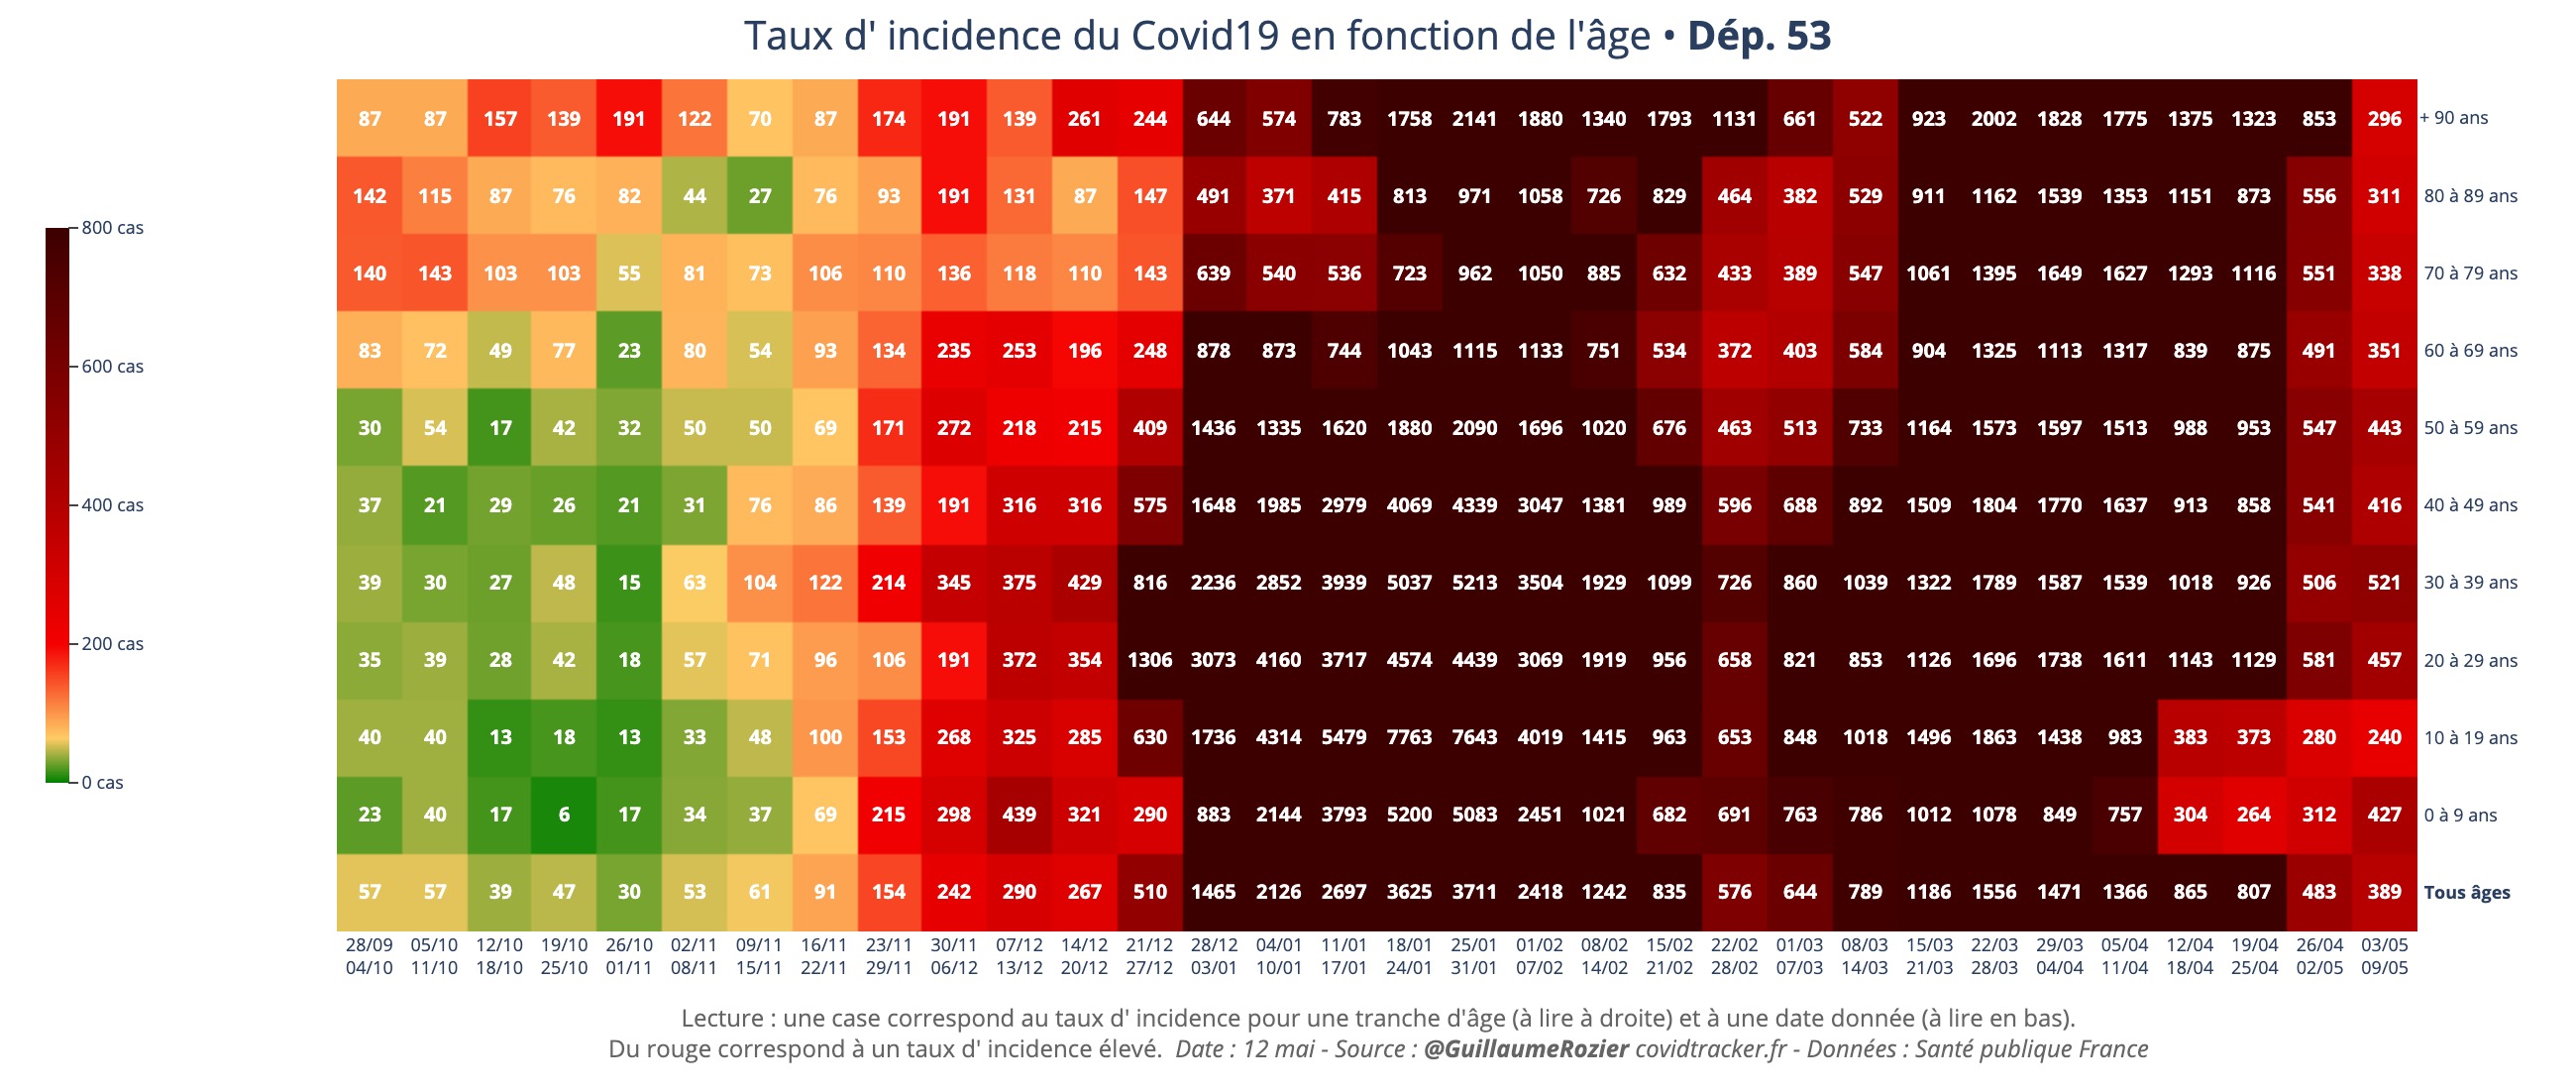 Taux d' incidence du Covid19 en fonction de l'âge • Dép. 53
87 87 157 139 191 122 70 87 174 191 139 261 244 644 574 783 1758 2141 1880 1340 1793 1131 661 522 923 2002 1828 1775 1375 1323 853 296 + 90 ans
142 115 87 76 82 44 27 76 93 191 131 87 147 491 371 415 813 971 1058 726 829 464 382 529 911 1162 1539 1353 1151 873 556 311 80 à 89 ans
800 cas
140 143 103 103 55 81 73 106 110 136 118 110 143 639 540 536 723 962 1050 885 632 433 389 547 1061 1395 1649 1627 1293 1116 551 338 70 à 79 ans
83 72 49 77 23 80 54 93 134 235 253 196 248 878 873 744 1043 1115 1133 751 534 372 403 584 904 1325 1113 1317 839 875 491 351 60 à 69 ans
600 cas
30 54 17 42 32 50 50 69 171 272 218 215 409 1436 1335 1620 1880 2090 1696 1020 676 463 513 733 1164 1573 1597 1513 988 953 547 443 50 à 59 ans
400 cas
37 21 29 26 21 31 76 86 139 191 316 316 575 1648 1985 2979 4069 4339 3047 1381 989 596 688 892 1509 1804 1770 1637 913 858 541 416 40 à 49 ans
39 30 27 48 15 63 104 122 214 345 375 429 816 2236 2852 3939 5037 5213 3504 1929 1099 726 860 1039 1322 1789 1587 1539 1018 926 506 521 30 à 39 ans
200 cas
35 39 28 42 18 57 71 96 106 191 372 354 1306 3073 4160 3717 4574 4439 3069 1919 956 658 821 853 1126 1696 1738 1611 1143 1129 581 457 20 à 29 ans
40 40 13 18 13 33 48 100 153 268 325 285 630 1736 4314 5479 7763 7643 4019 1415 963 653 848 1018 1496 1863 1438 983 383 373 280 240 10 à 19 ans
0 cas
23 40 17 6 17 34 37 69 215 298 439 321 290 883 2144 3793 5200 5083 2451 1021 682 691 763 786 1012 1078 849 757 304 264 312 427 0 à 9 ans
57 57 39 47 30 53 61 91 154 242 290 267 510 1465 2126 2697 3625 3711 2418 1242 835 576 644 789 1186 1556 1471 1366 865 807 483 389 Tous âges
28/09 05/10 12/10 19/10 26/10 02/11 09/11 16/11 23/11 30/11 07/12 14/12 21/12 28/12 04/01 11/01 18/01 25/01 01/02 08/02 15/02 22/02 01/03 08/03 15/03 22/03 29/03 05/04 12/04 19/04 26/04 03/05
04/10 11/10 18/10 25/10 01/11 08/11 15/11 22/11 29/11 06/12 13/12 20/12 27/12 03/01 10/01 17/01 24/01 31/01 07/02 14/02 21/02 28/02 07/03 14/03 21/03 28/03 04/04 11/04 18/04 25/04 02/05 09/05
Lecture : une case correspond au taux d' incidence pour une tranche d'âge (à lire à droite) et à une date donnée (à lire en bas).
Du rouge correspond à un taux d' incidence élevé. Date : 12 mai - Source : @GuillaumeRozier covidtracker.fr - Données : Santé publique France